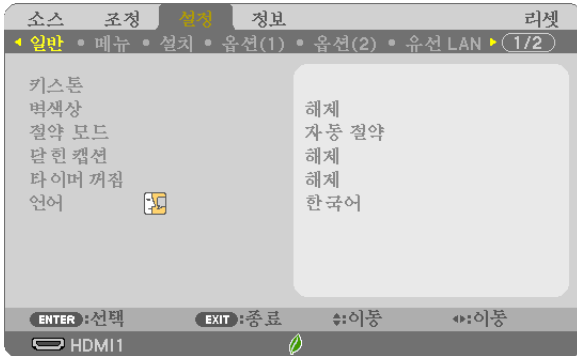 소스 조정 설정 정보 리셋
일반 • 메뉴 • 설치 • 옵션(1) • 옵션(2) • 유선 LAN 1/2
키스톤
벽색상 해제
절약 모드 자동 절약
닫힌 캡션 해제
타이머 꺼짐 해제
언어 한국어
ENTER:선택 EXIT:종료 :이동 :이동
HDMI1